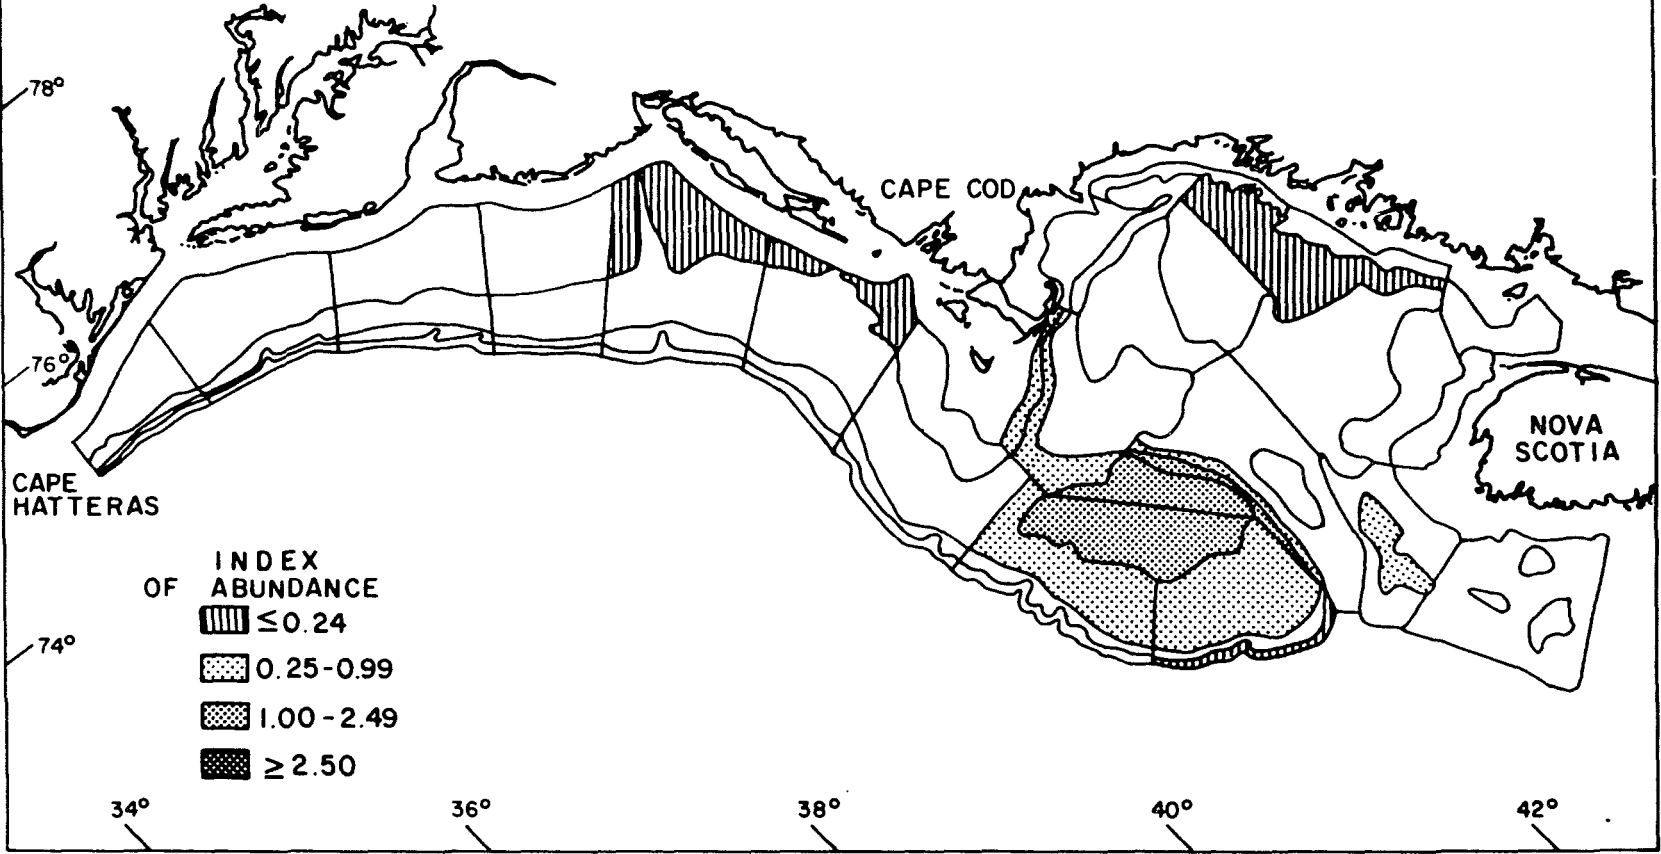 78°
CAPE COD
76°
NOVA
SCOTIA
CAPE
HATTERAS
INDEX
OF ABUNDANCE
≤0.24
0.25-0.99
1.00-2.49
≥2.50
74°
34° 36° 38° 40° 42°